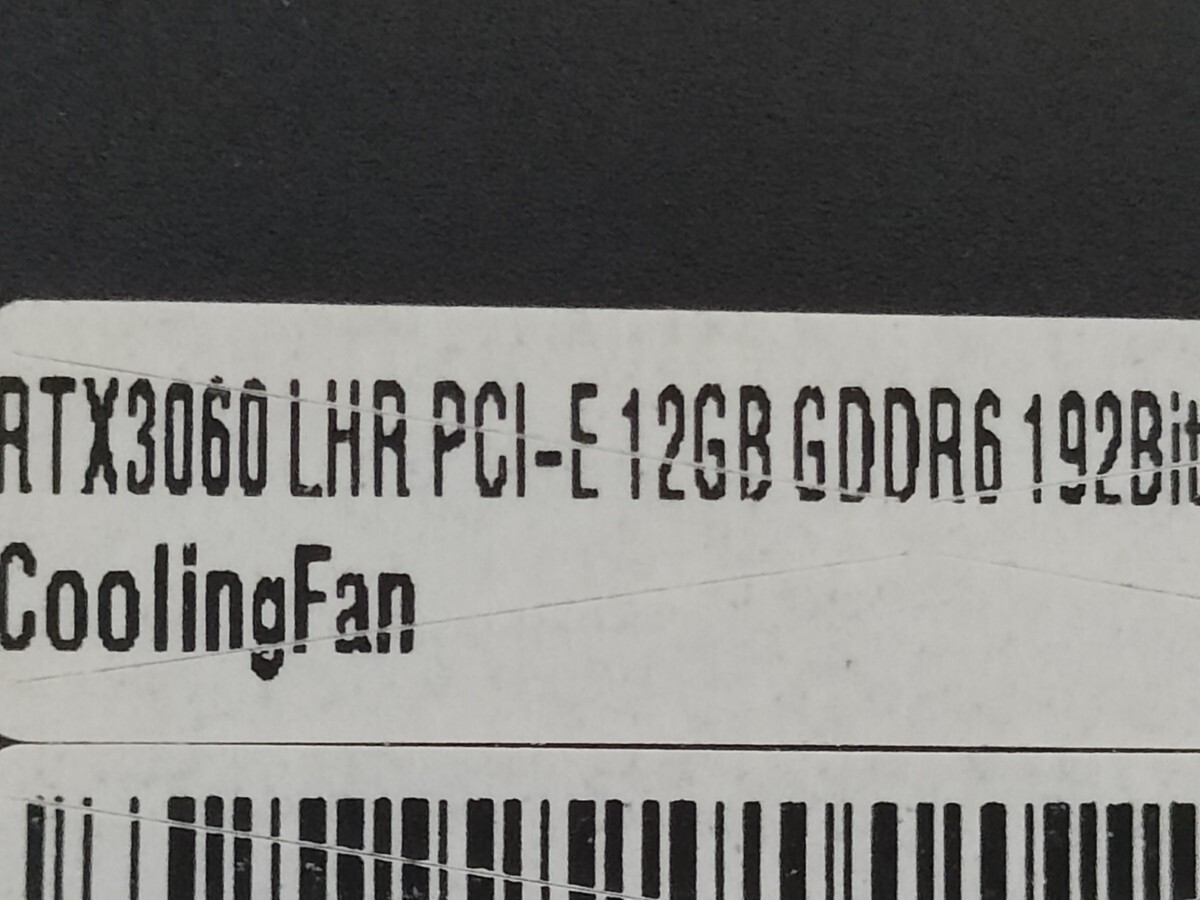 RTX3060 LHR PCI-E 12GB GDDR6 192Bit
CoolingFan